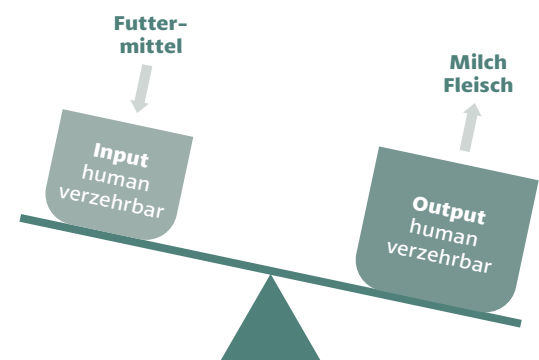 Futter-
mittel
Input
human
verzehrbar
Milch
Fleisch
Output
human
verzehrbar